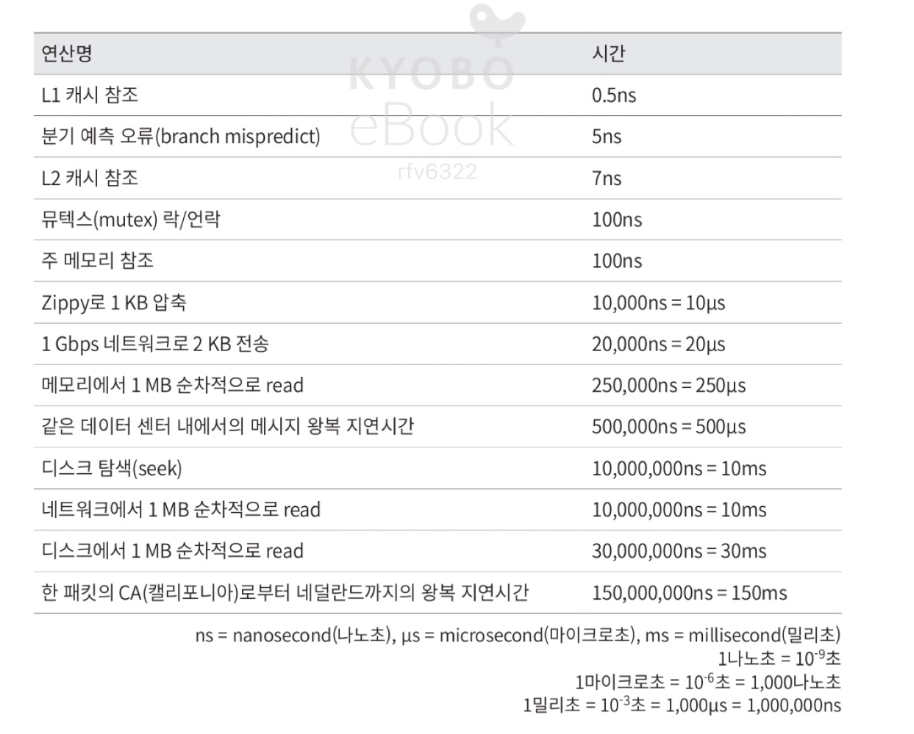 KYOBO
eBook
rfv6322
연산명 시간
L1 캐시 참조 0.5ns
분기 예측 오류(branch mispredict) 5ns
L2 캐시 참조 7ns
뮤텍스(mutex) 락/언락 100ns
주 메모리 참조 100ns
Zippy로 1 KB 압축 10,000ns = 10μs
1 Gbps 네트워크로 2 KB 전송 20,000ns = 20μs
메모리에서 1 MB 순차적으로 read 250,000ns = 250μs
같은 데이터 센터 내에서의 메시지 왕복 지연시간 500,000ns = 500μs
디스크 탐색(seek) 10,000,000ns = 10ms
네트워크에서 1 MB 순차적으로 read 10,000,000ns = 10ms
디스크에서 1 MB 순차적으로 read 30,000,000ns = 30ms
한 패킷의 CA(캘리포니아)로부터 네덜란드까지의 왕복 지연시간 150,000,000ns = 150ms
ns = nanosecond(나노초), μs = microsecond(마이크로초), ms = millisecond(밀리초)
1나노초 = 10⁻⁹초
1마이크로초 = 10⁻⁶초 = 1,000나노초
1밀리초 = 10⁻³초 = 1,000μs = 1,000,000ns